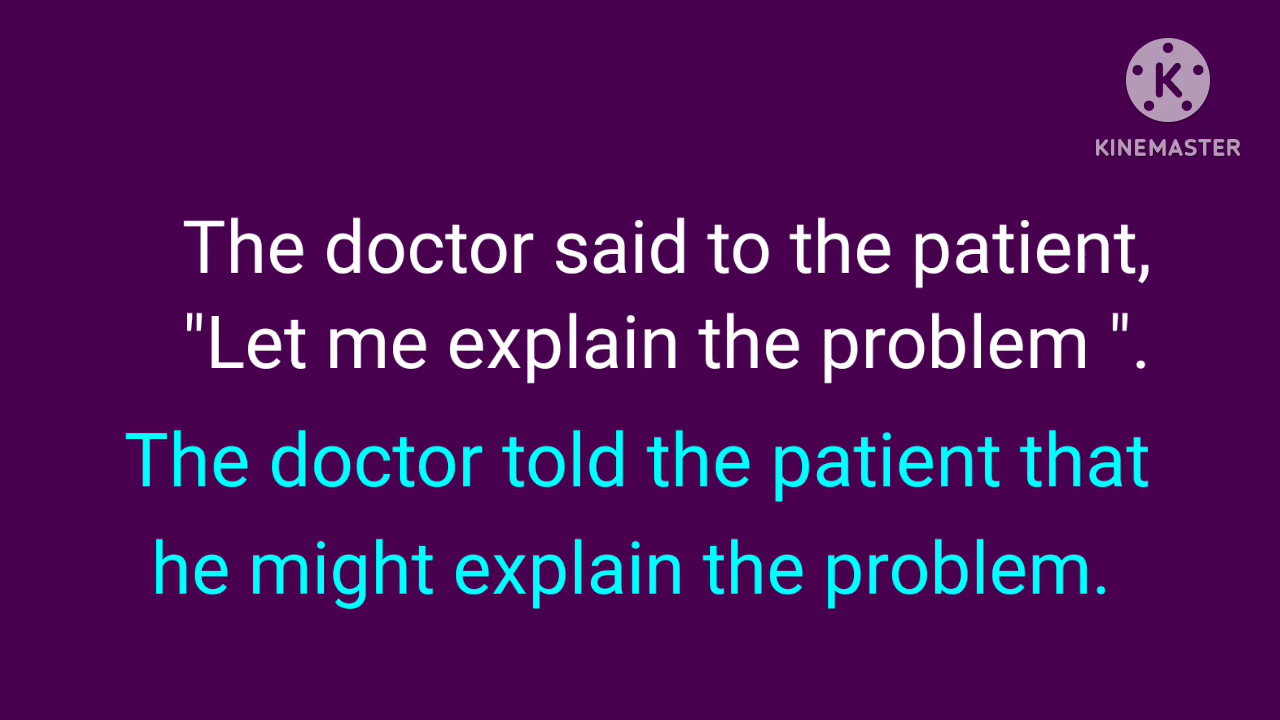 KINEMASTER
The doctor said to the patient,
"Let me explain the problem ".
The doctor told the patient that
he might explain the problem.